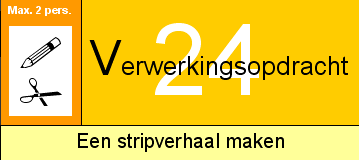 Max. 2 pers.
24
Verwerkingsopdracht
Een stripverhaal maken